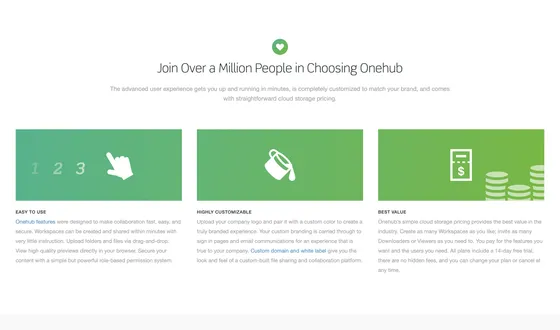 Join Over a Million People in Choosing Onehub
The advanced user experience gets you up and running in minutes, is completely customized to match your brand, and comes
with straightforward cloud storage pricing.
1 2 3
$
EASY TO USE
Onehub features were designed to make collaboration fast, easy, and
secure. Workspaces can be created and shared within minutes with
very little instruction. Upload folders and files via drag-and-drop.
View high quality previews directly in your browser. Secure your
content with a simple but powerful role-based permission system.
HIGHLY CUSTOMIZABLE
Upload your company logo and pair it with a custom color to create a
truly branded experience. Your custom branding is carried through to
sign in pages and email communications for an experience that is
true to your company. Custom domain and white label give you the
look and feel of a custom-built file sharing and collaboration platform.
BEST VALUE
Onehub's simple cloud storage pricing provides the best value in the
industry. Create as many Workspaces as you like; invite as many
Downloaders or Viewers as you need to. You pay for the features you
want and the users you need. All plans include a 14-day free trial,
there are no hidden fees, and you can change your plan or cancel at
any time.